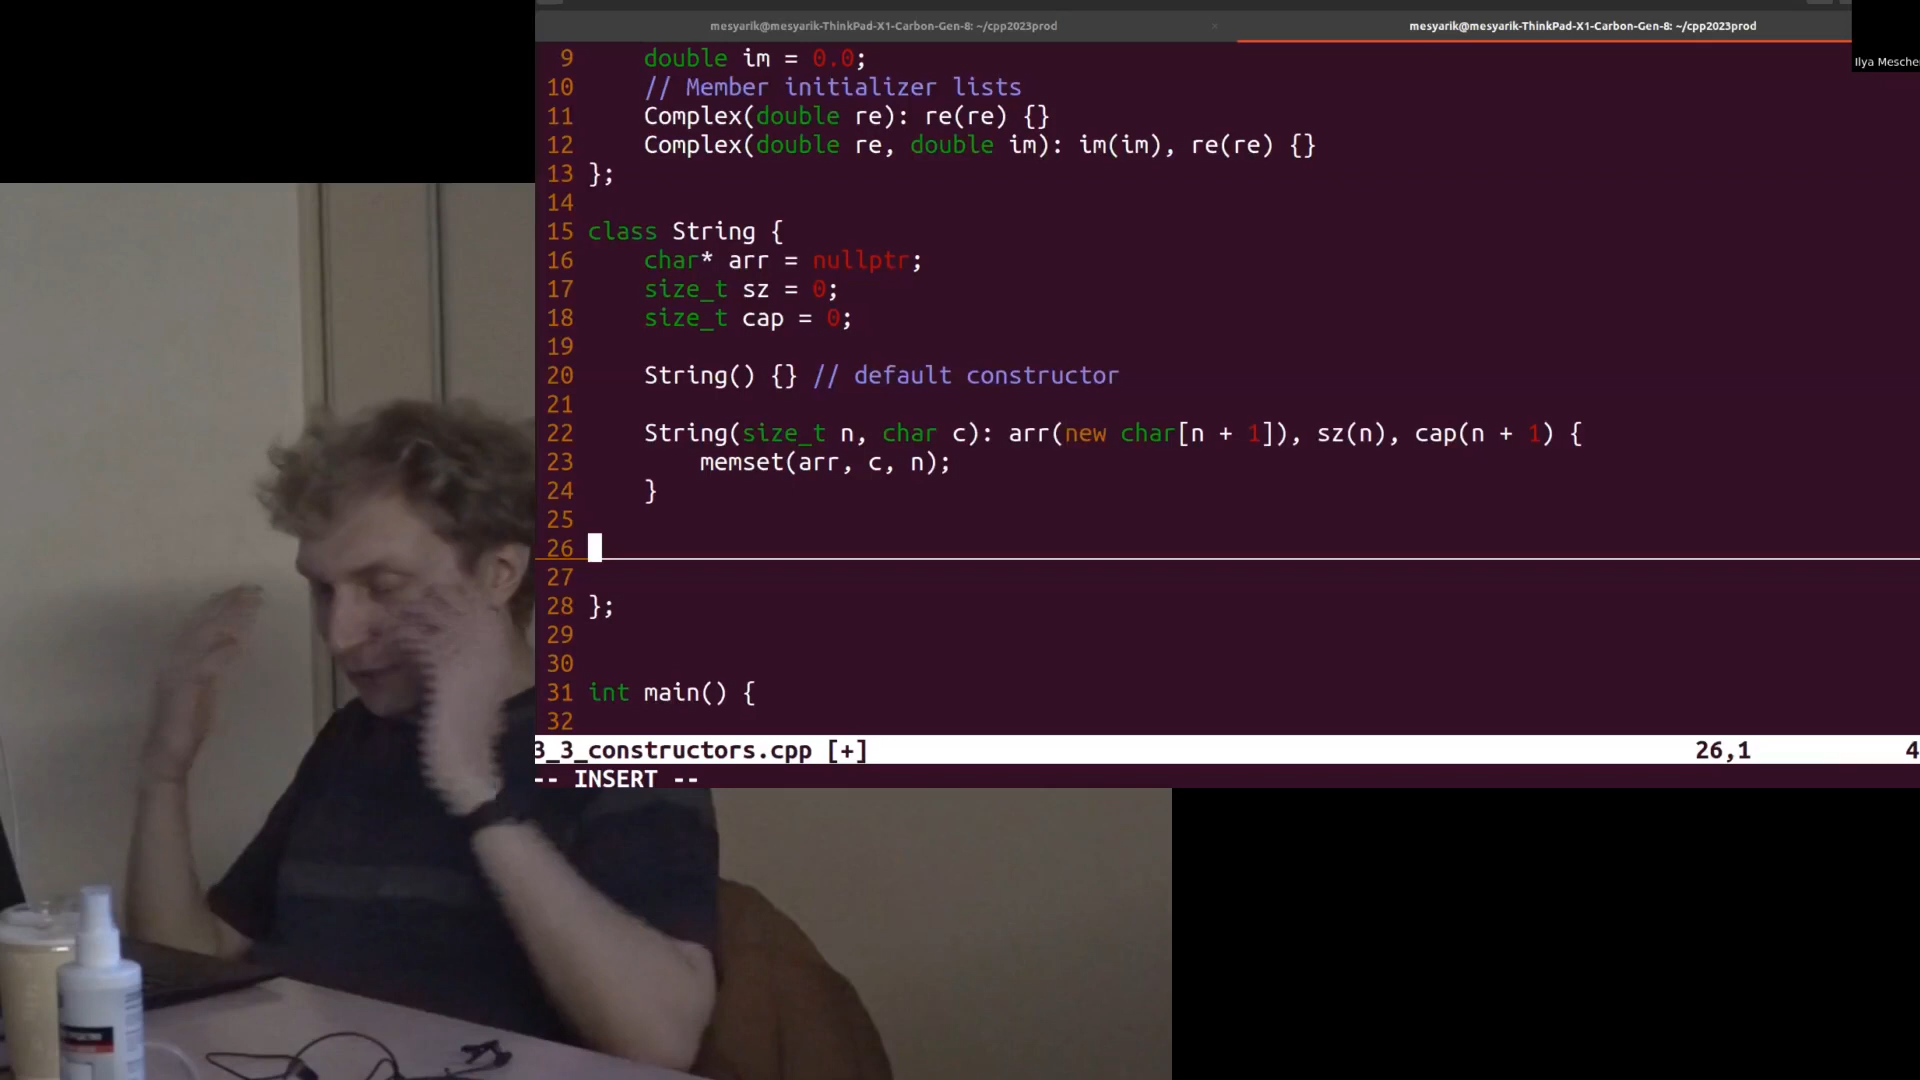 mesyarik@mesyarik-ThinkPad-X1-Carbon-Gen-8: ~/cpp2023prod
mesyarik@mesyarik-ThinkPad-X1-Carbon-Gen-8: ~/cpp2023prod
Ilya Mesche
9 double im = 0.0;
10 // Member initializer lists
11 Complex(double re): re(re) {}
12 Complex(double re, double im): im(im), re(re) {}
13 };
14
15 class String {
16 char* arr = nullptr;
17 size_t sz = 0;
18 size_t cap = 0;
19
20 String() {} // default constructor
21
22 String(size_t n, char c): arr(new char[n + 1]), sz(n), cap(n + 1) {
23 memset(arr, c, n);
24 }
25
26
27
28 };
29
30
31 int main() {
32
3_3_constructors.cpp [+] 26,1 4
-- INSERT --